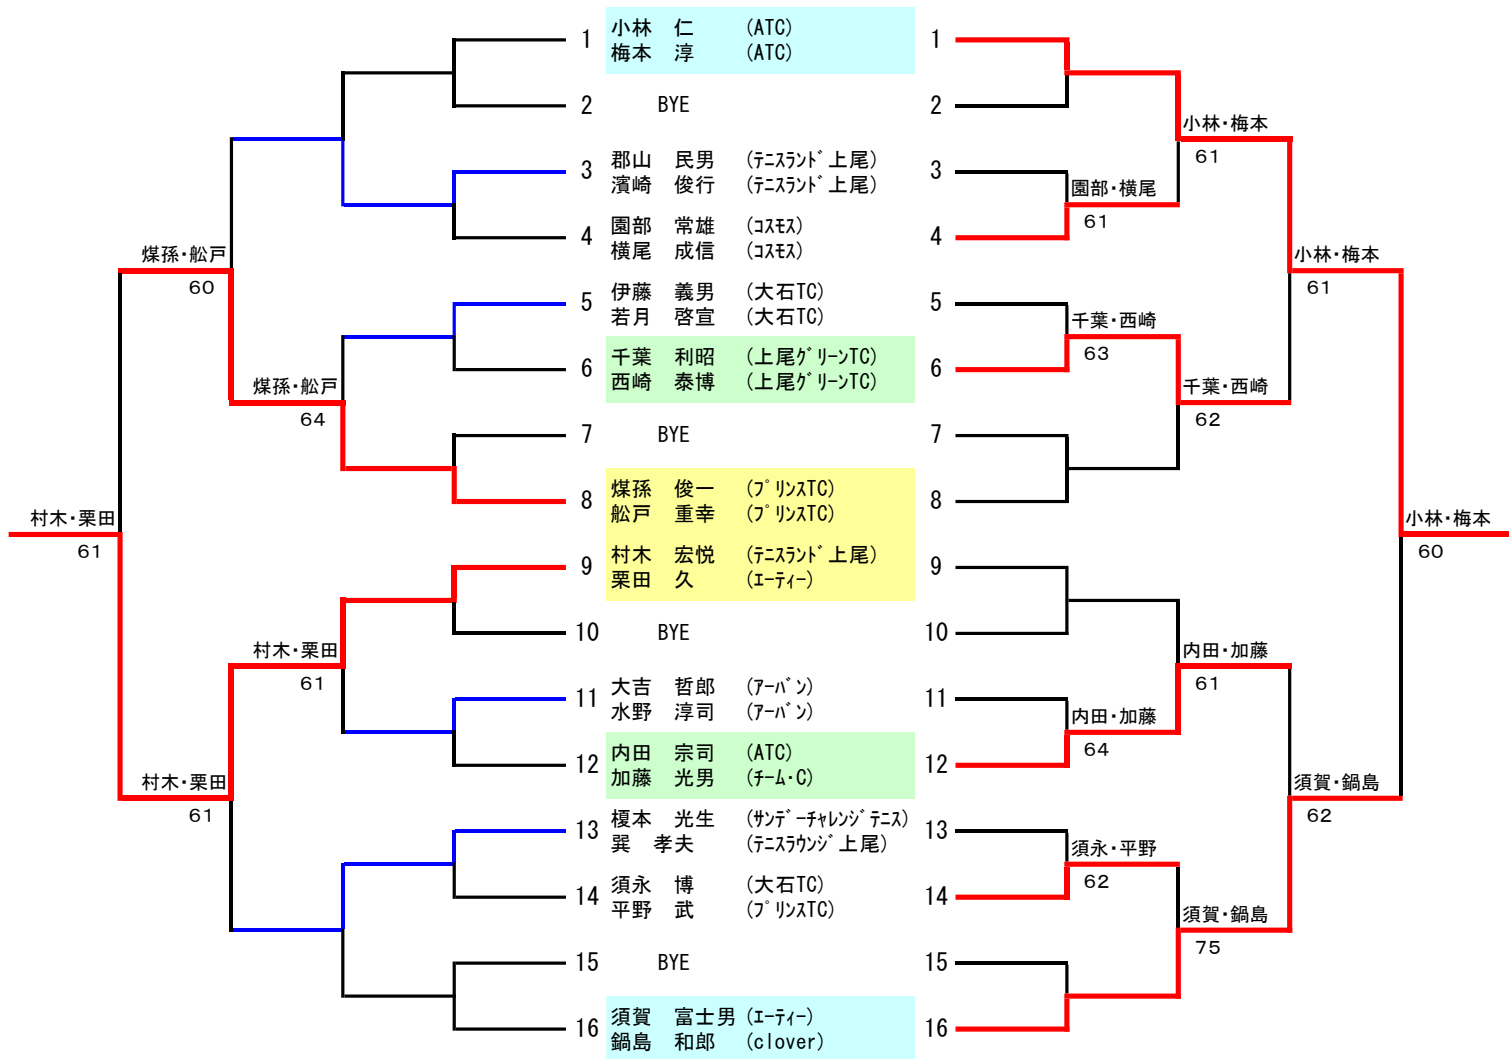 1 小林 仁 (ATC) 1
梅本 淳 (ATC)
2 BYE 2
小林・梅本
61
3 郡山 民男 (ﾃﾆｽﾗﾝﾄﾞ上尾) 3
濱崎 俊行 (ﾃﾆｽﾗﾝﾄﾞ上尾)
園部・横尾
61
4 園部 常雄 (ｺｽﾓｽ) 4
横尾 成信 (ｺｽﾓｽ)
煤孫・舩戸
60
小林・梅本
61
5 伊藤 義男 (大石TC) 5
若月 啓宣 (大石TC)
千葉・西崎
63
6 千葉 利昭 (上尾ｸﾞﾘｰﾝTC) 6
西崎 泰博 (上尾ｸﾞﾘｰﾝTC)
煤孫・舩戸
64
千葉・西崎
62
7 BYE 7
8 煤孫 俊一 (ﾌﾟﾘﾝｽTC) 8
舩戸 重幸 (ﾌﾟﾘﾝｽTC)
村木・栗田
61
小林・梅本
60
9 村木 宏悦 (ﾃﾆｽﾗﾝﾄﾞ上尾) 9
栗田 久 (ｴｰﾃｨｰ)
10 BYE 10
村木・栗田
61
内田・加藤
61
11 大吉 哲郎 (ｱｰﾊﾞﾝ) 11
水野 淳司 (ｱｰﾊﾞﾝ)
内田・加藤
64
12 内田 宗司 (ATC) 12
加藤 光男 (ﾁｰﾑ･C)
村木・栗田
61
須賀・鍋島
62
13 榎本 光生 (ｻﾝﾃﾞｰﾁｬﾚﾝｼﾞﾃﾆｽ) 13
巽 孝夫 (ﾃﾆｽﾗｳﾝｼﾞ上尾)
須永・平野
62
14 須永 博 (大石TC) 14
平野 武 (ﾌﾟﾘﾝｽTC)
須賀・鍋島
75
15 BYE 15
16 須賀 富士男 (ｴｰﾃｨｰ) 16
鍋島 和郎 (clover)